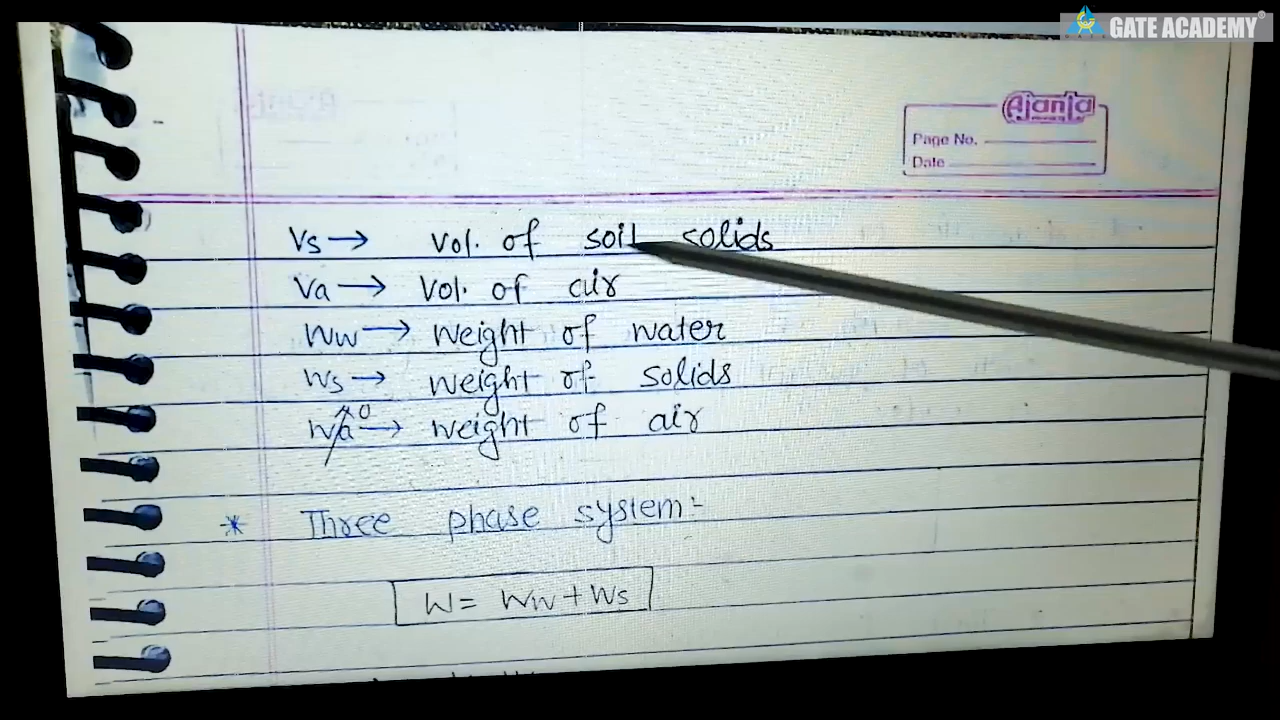 GATE ACADEMY®
Ajanta
Page No.
Date
Vs → Vol. of soil solids
Va → Vol. of air
Ww → Weight of water
Ws → Weight of solids
Wa → 0 Weight of air
* Three phase system:-
W = Ww + Ws